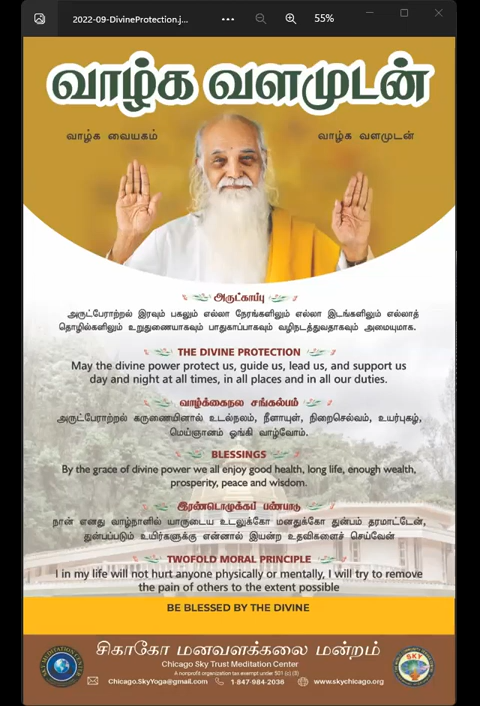 2022-09-DivineProtection.j...
55%
வாழ்க வளமுடன்
வாழ்க வையகம்
வாழ்க வளமுடன்
அருட்காப்பு
அருட்பேராற்றல் இரவும் பகலும் எல்லா நேரங்களிலும் எல்லா இடங்களிலும் எல்லாத்
தொழில்களிலும் உறுதுணையாகவும் பாதுகாப்பாகவும் வழிநடத்துவதாகவும் அமையுமாக.
THE DIVINE PROTECTION
May the divine power protect us, guide us, lead us, and support us
day and night at all times, in all places and in all our duties.
வாழ்க்கைநல சங்கல்பம்
அருட்பேராற்றல் கருணையினால் உடல்நலம், நீளாயுள், நிறைசெல்வம், உயர்புகழ்,
மெய்ஞானம் ஓங்கி வாழ்வோம்.
BLESSINGS
By the grace of divine power we all enjoy good health, long life, enough wealth,
prosperity, peace and wisdom.
இரண்டொழுக்கப் பண்பாடு
நான் எனது வாழ்நாளில் யாருடைய உடலுக்கோ மனதுக்கோ துன்பம் தரமாட்டேன்,
துன்பப்படும் உயிர்களுக்கு என்னால் இயன்ற உதவிகளைச் செய்வேன்
TWOFOLD MORAL PRINCIPLE
I in my life will not hurt anyone physically or mentally, I will try to remove
the pain of others to the extent possible
BE BLESSED BY THE DIVINE
சிகாகோ மனவளக்கலை மன்றம்
Chicago Sky Trust Meditation Center
A nonprofit organization tax exempt under 501 (c) (3)
Chicago.SkyYoga@gmail.com
1-847-984-2036
www.skychicago.org
SKY